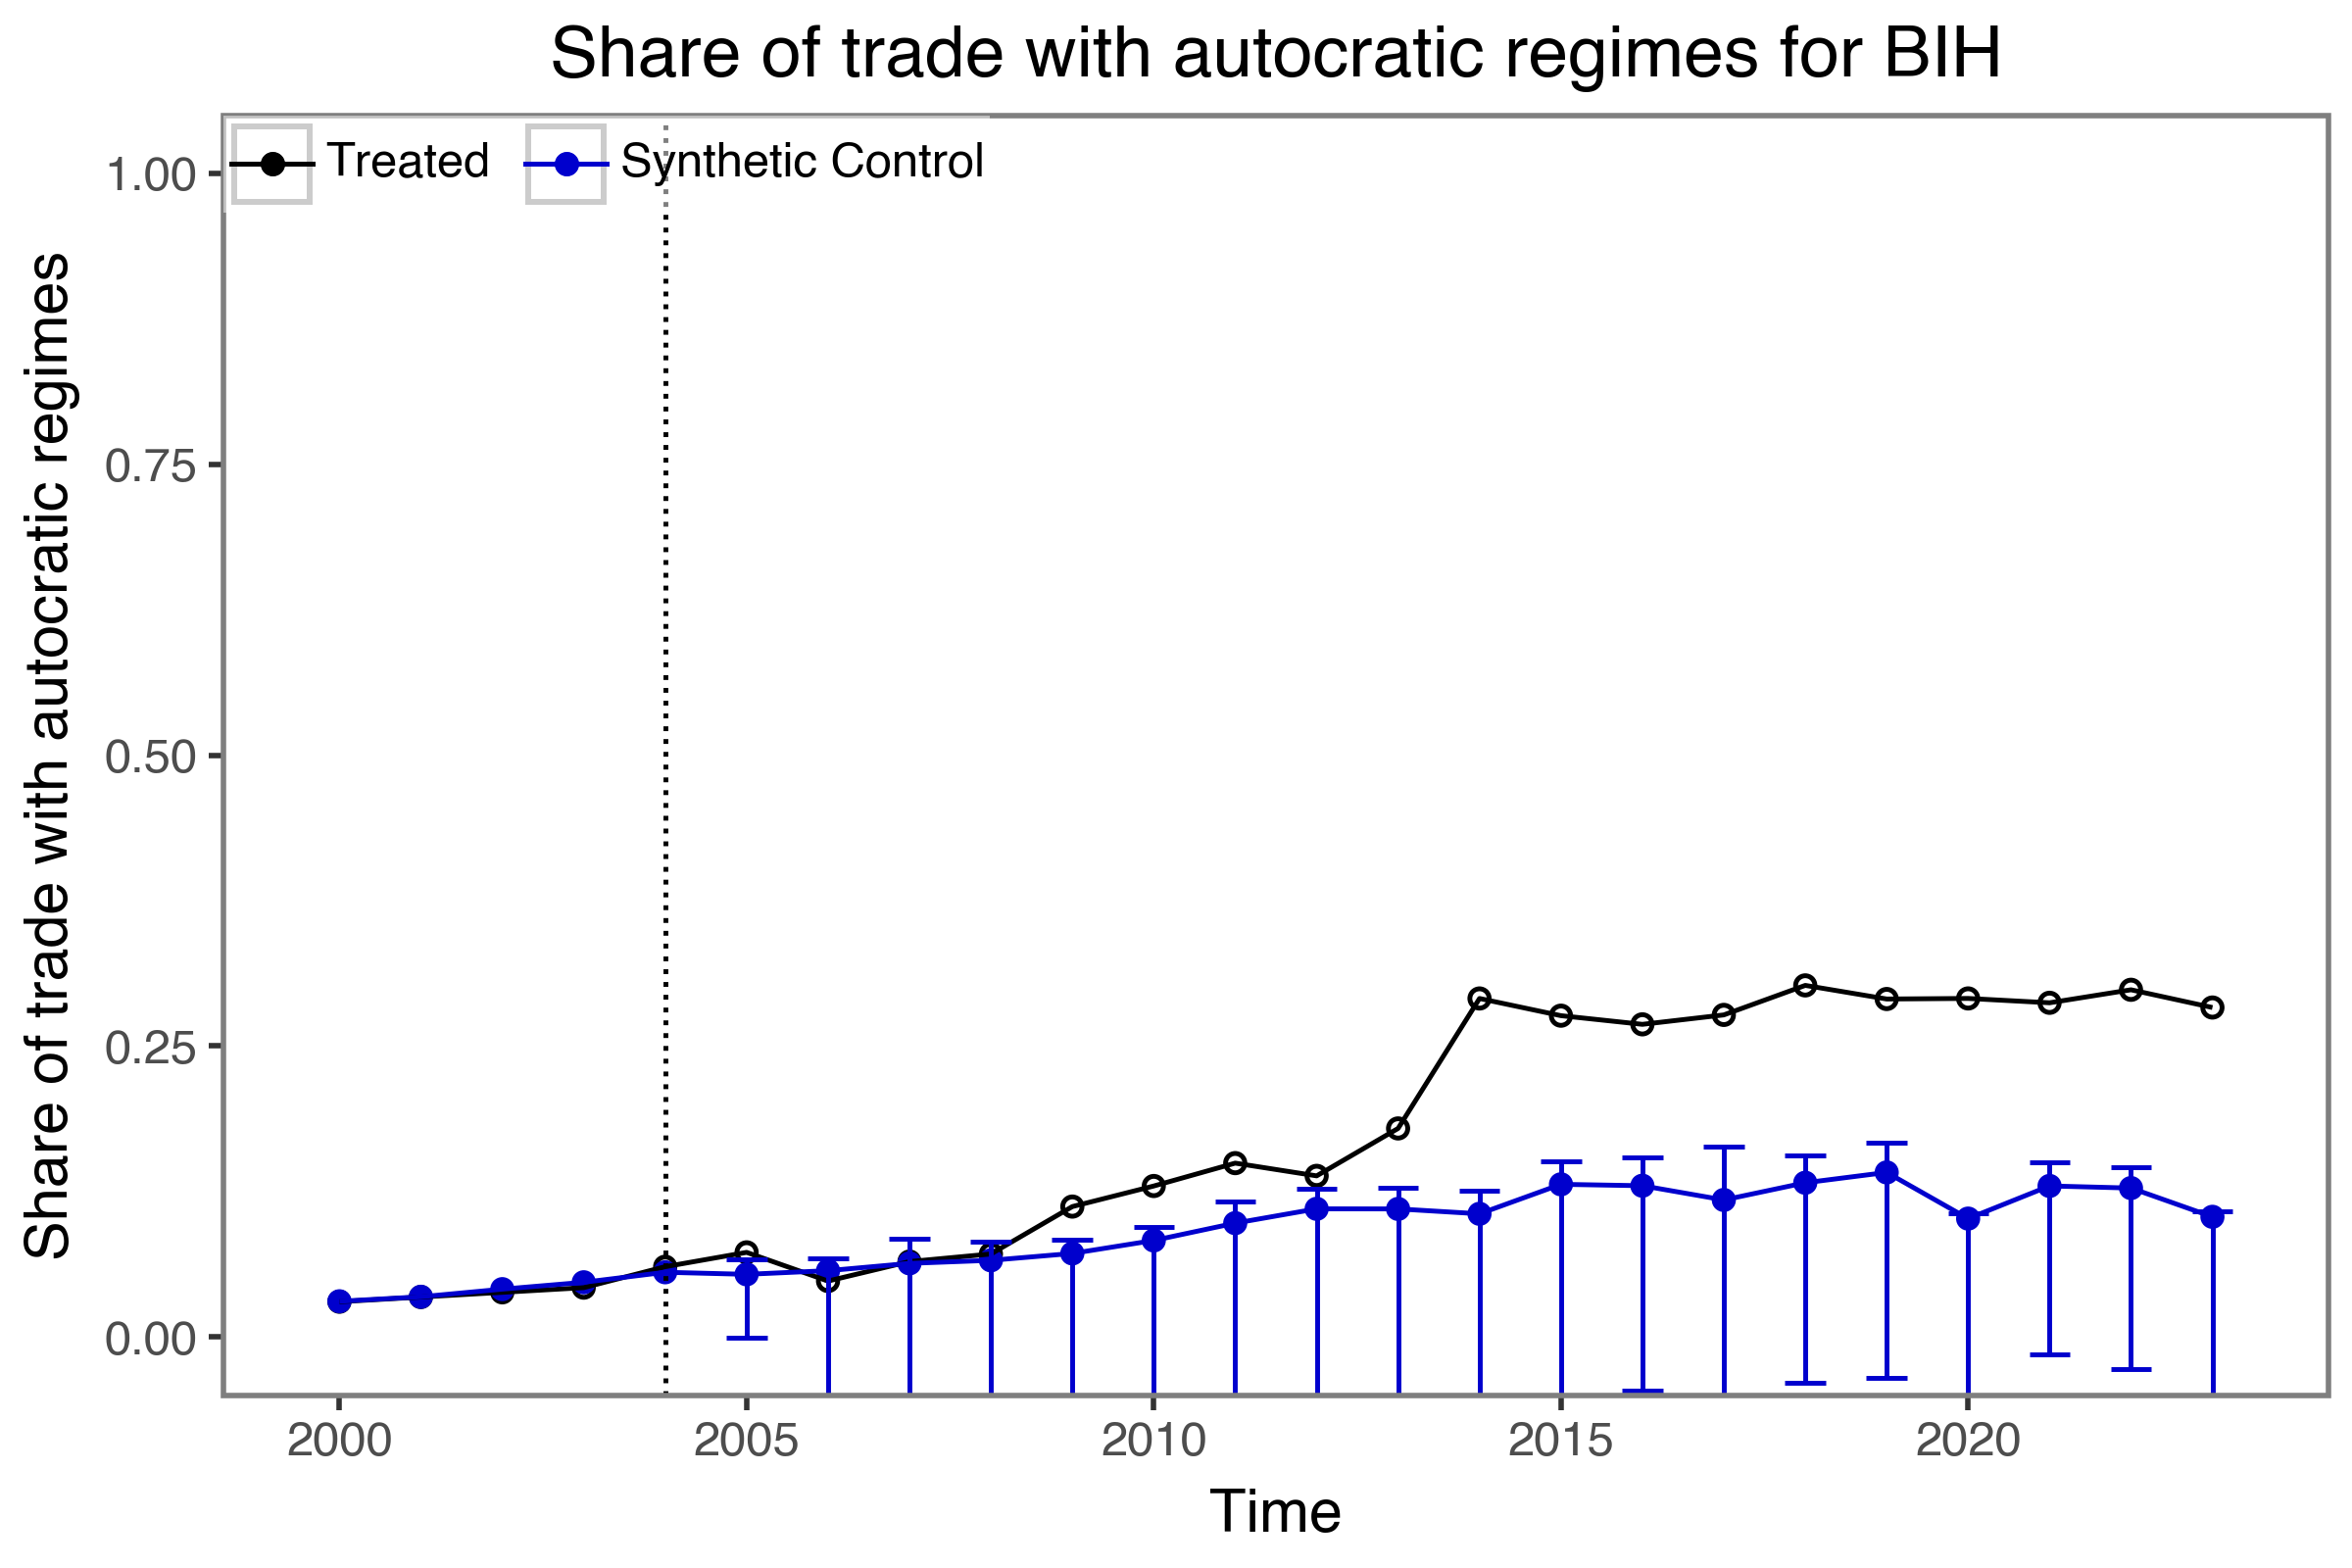 Share of trade with autocratic regimes for BIH
Treated
Synthetic Control
Share of trade with autocratic regimes
1.00
0.75
0.50
0.25
0.00
2000
2005
2010
2015
2020
Time